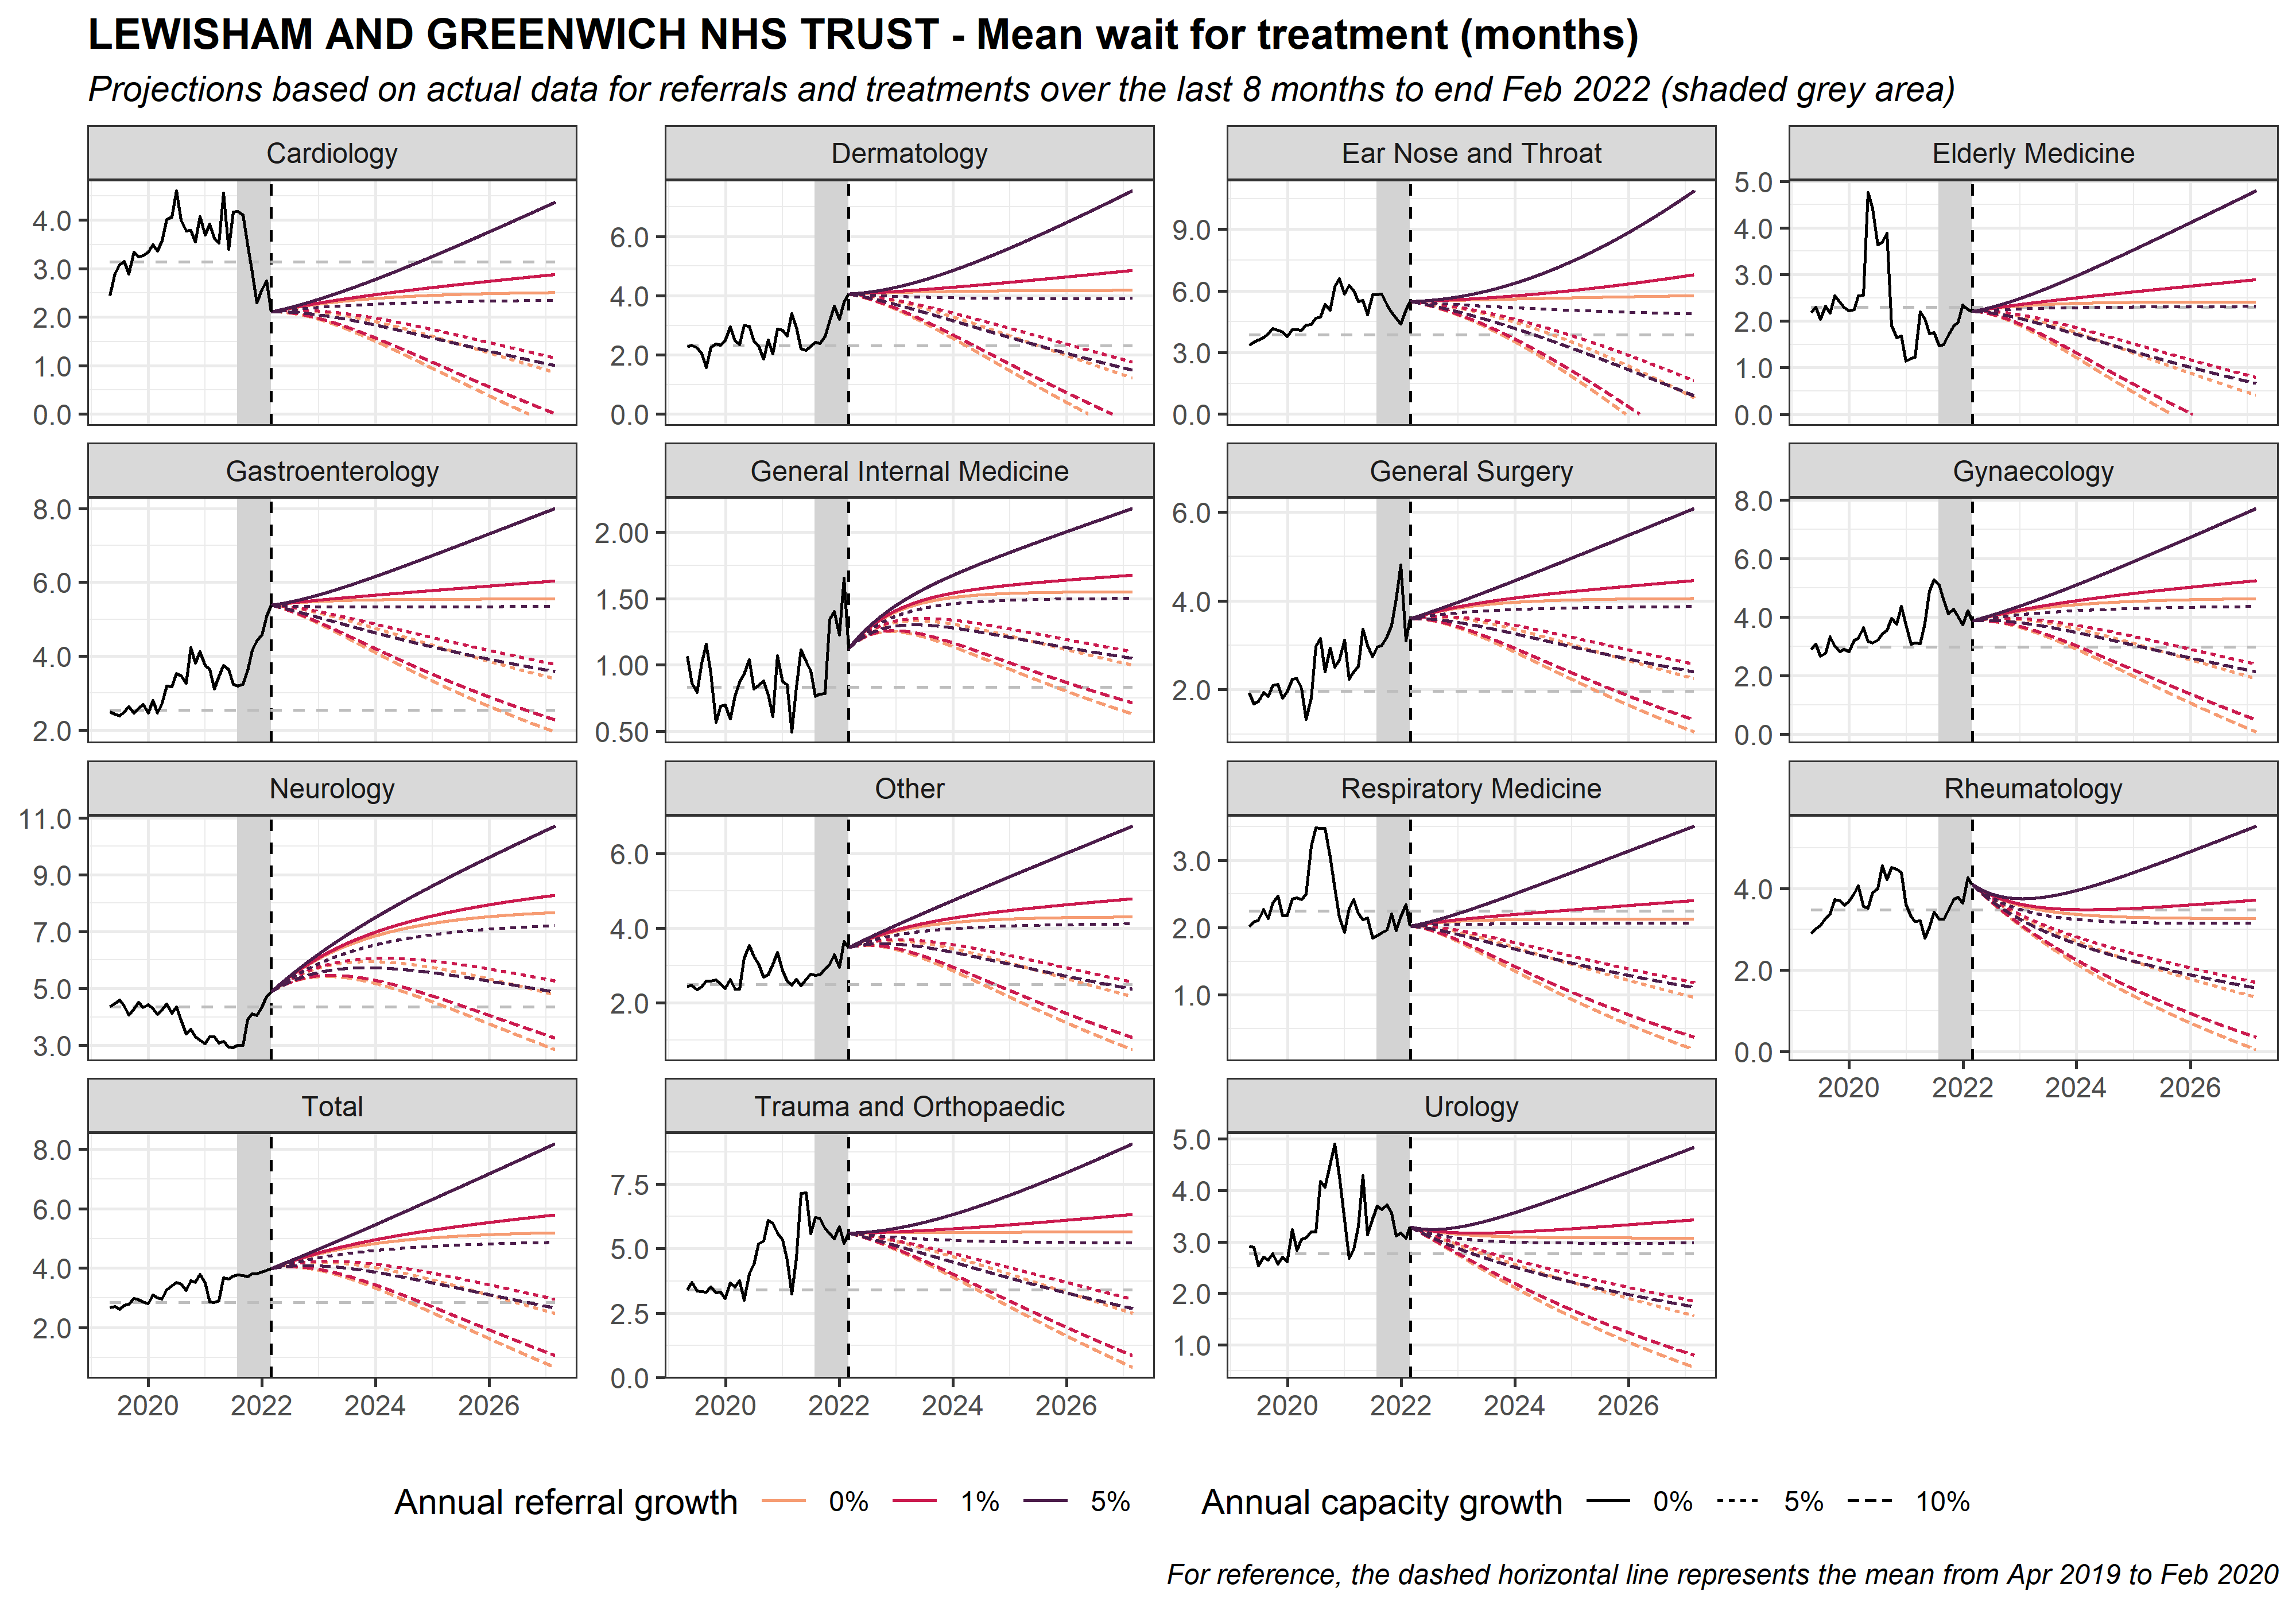 LEWISHAM AND GREENWICH NHS TRUST - Mean wait for treatment (months)
Projections based on actual data for referrals and treatments over the last 8 months to end Feb 2022 (shaded grey area)
Cardiology
4.0
3.0
2.0
1.0
0.0
Dermatology
6.0
4.0
2.0
0.0
Ear Nose and Throat
9.0
6.0
3.0
0.0
Elderly Medicine
5.0
4.0
3.0
2.0
1.0
0.0
Gastroenterology
8.0
6.0
4.0
2.0
General Internal Medicine
2.00
1.50
1.00
0.50
General Surgery
6.0
4.0
2.0
Gynaecology
8.0
6.0
4.0
2.0
0.0
Neurology
11.0
9.0
7.0
5.0
3.0
Other
6.0
4.0
2.0
Respiratory Medicine
3.0
2.0
1.0
Rheumatology
4.0
2.0
0.0
2020 2022 2024 2026
Total
8.0
6.0
4.0
2.0
2020 2022 2024 2026
Trauma and Orthopaedic
7.5
5.0
2.5
0.0
2020 2022 2024 2026
Urology
5.0
4.0
3.0
2.0
1.0
2020 2022 2024 2026
Annual referral growth 0% 1% 5% Annual capacity growth 0% 5% 10%
For reference, the dashed horizontal line represents the mean from Apr 2019 to Feb 2020